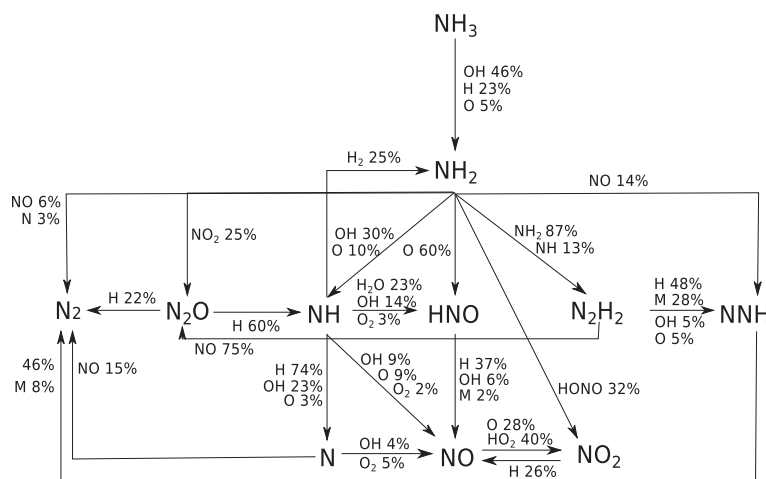 NH₃
OH 46%
H 23%
O 5%
H₂ 25%
NH₂
NO 14%
NO 6%
N 3%
NO₂ 25%
OH 30%
O 10%
O 60%
NH₂ 87%
NH 13%
N₂
H 22%
N₂O
H 60%
NH
H₂O 23%
OH 14%
O₂ 3%
HNO
N₂H₂
H 48%
M 28%
OH 5%
O 5%
NNH
NO 75%
46%
M 8%
NO 15%
H 74%
OH 23%
O 3%
OH 9%
O 9%
O₂ 2%
H 37%
OH 6%
M 2%
HONO 32%
N
OH 4%
O₂ 5%
NO
O 28%
HO₂ 40%
H 26%
NO₂